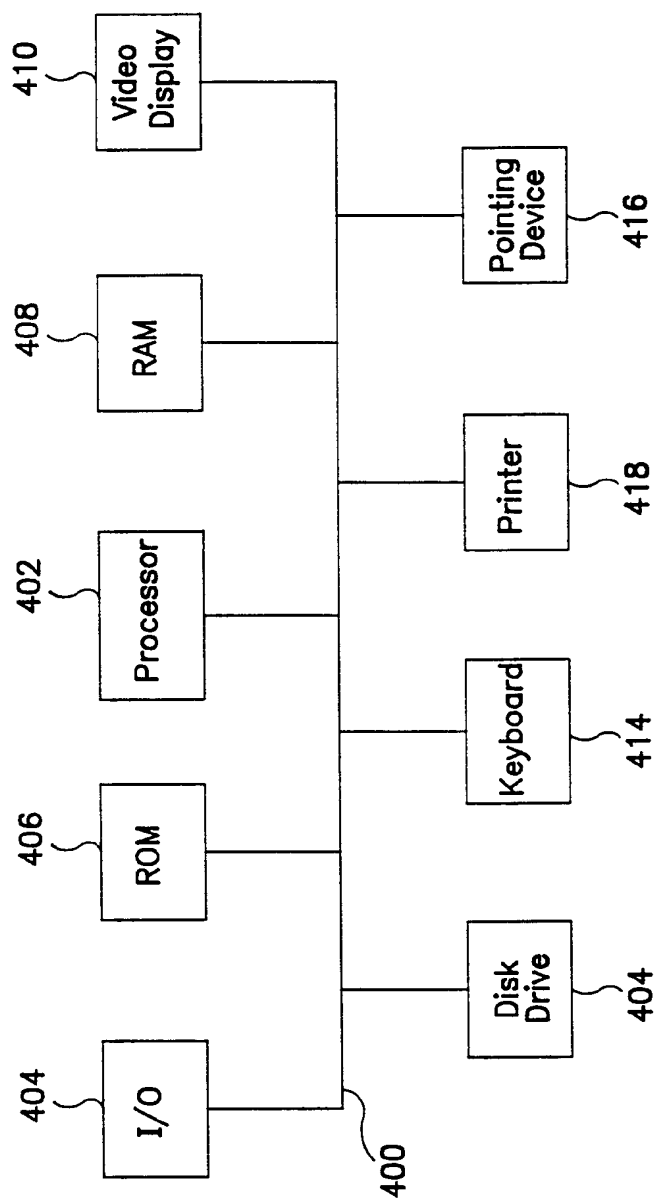 404
406
402
408
410
I/O
ROM
Processor
RAM
Video
Display
400
Disk
Drive
Keyboard
Printer
Pointing
Device
404
414
418
416